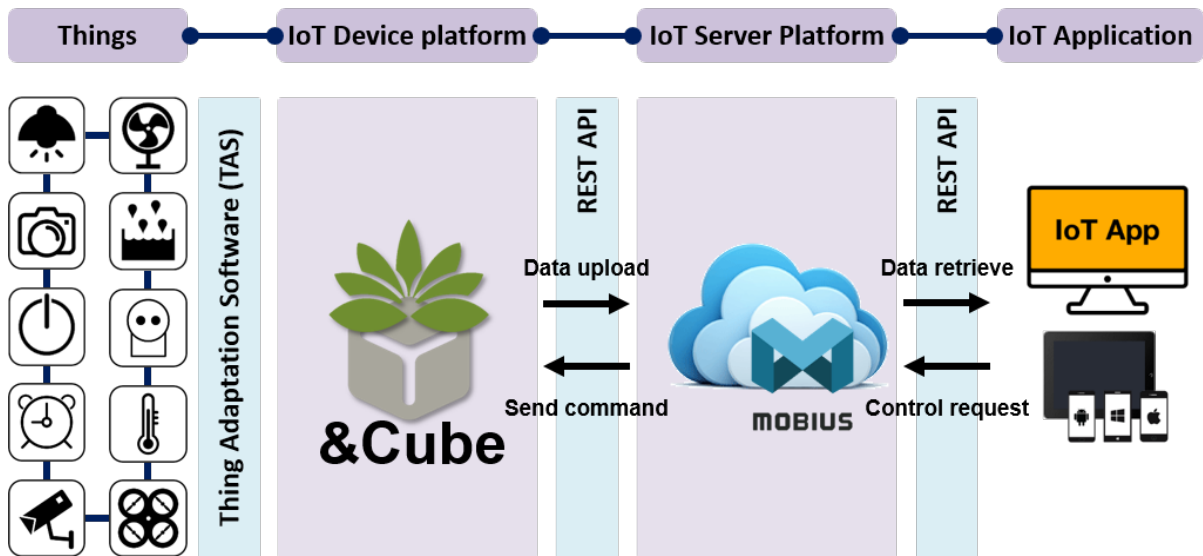 Things
IoT Device platform
IoT Server Platform
IoT Application
Thing Adaptation Software (TAS)
&Cube
REST API
Data upload
Send command
MOBIUS
REST API
Data retrieve
Control request
IoT App